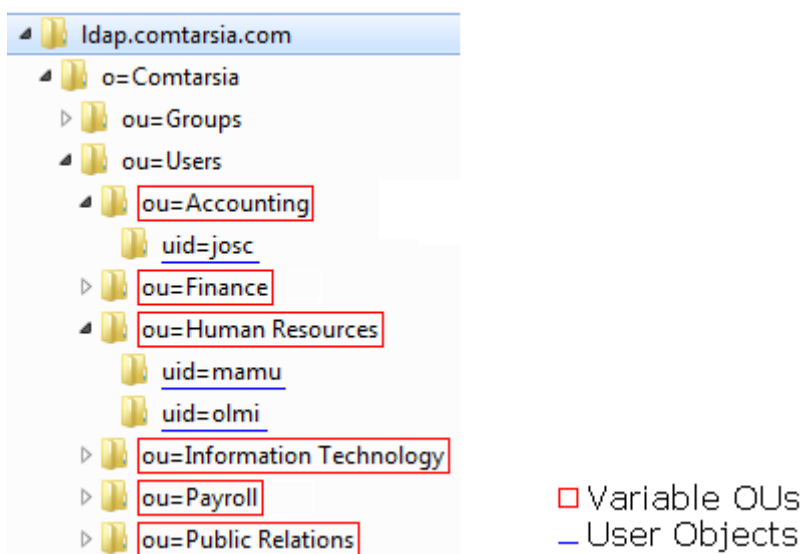 ldap.comtarsia.com
o=Comtarsia
ou=Groups
ou=Users
ou=Accounting
uid=josc
ou=Finance
ou=Human Resources
uid=mamu
uid=olmi
ou=Information Technology
ou=Payroll
ou=Public Relations
Variable OUs
User Objects